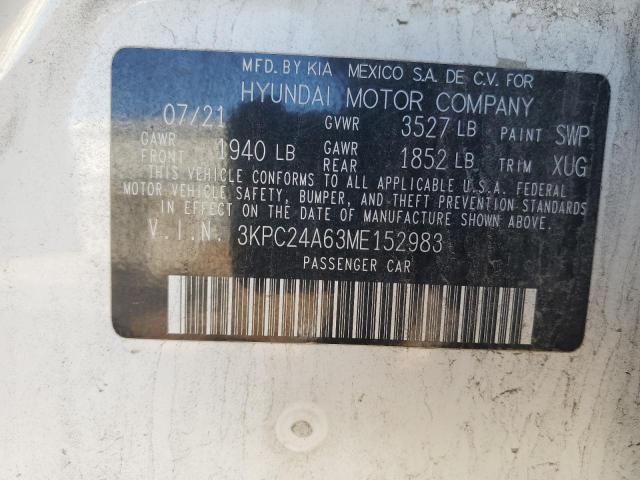 MFD. BY KIA MEXICO S.A. DE C.V. FOR
HYUNDAI MOTOR COMPANY
07/21 GVWR 3527 LB PAINT SWP
GAWR FRONT 1940 LB GAWR REAR 1852 LB TRIM XUG
THIS VEHICLE CONFORMS TO ALL APPLICABLE U.S.A. FEDERAL
MOTOR VEHICLE SAFETY, BUMPER, AND THEFT PREVENTION STANDARDS
IN EFFECT ON THE DATE OF MANUFACTURE SHOWN ABOVE.
V.I.N. 3KPC24A63ME152983
PASSENGER CAR